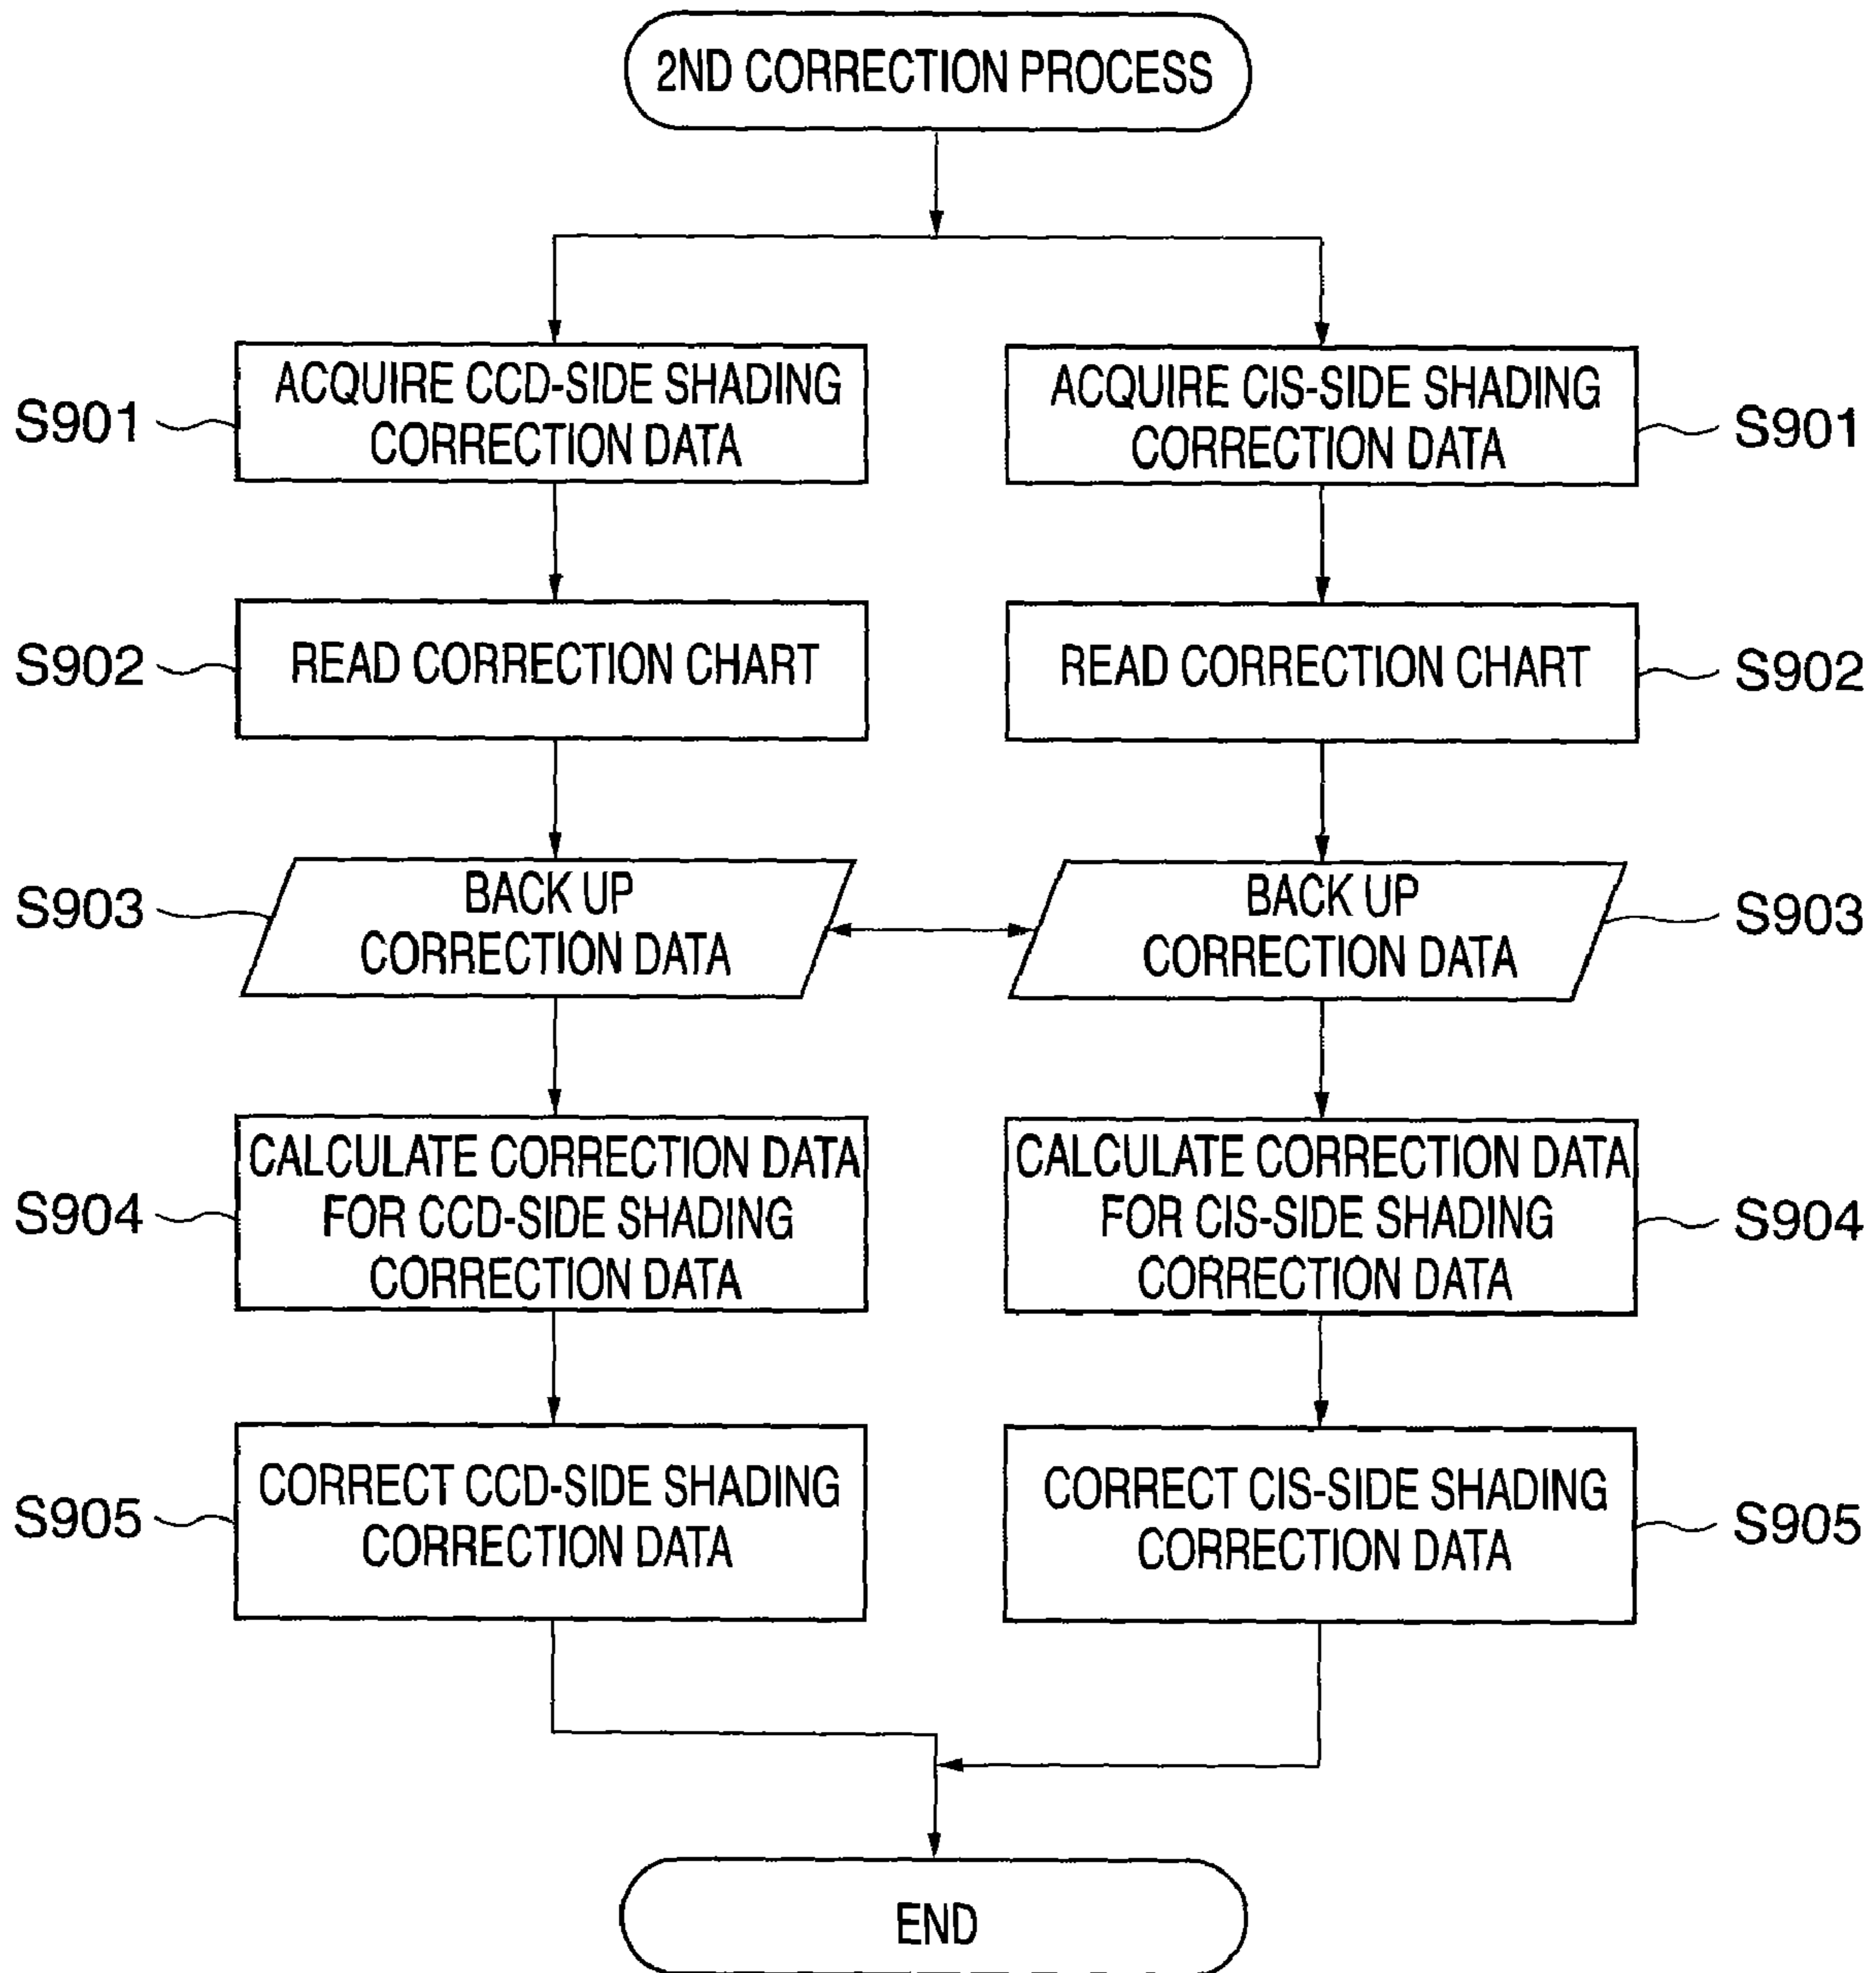 2ND CORRECTION PROCESS
S901
ACQUIRE CCD-SIDE SHADING
CORRECTION DATA
ACQUIRE CIS-SIDE SHADING
CORRECTION DATA
S901
S902
READ CORRECTION CHART
READ CORRECTION CHART
S902
S903
BACK UP
CORRECTION DATA
BACK UP
CORRECTION DATA
S903
S904
CALCULATE CORRECTION DATA
FOR CCD-SIDE SHADING
CORRECTION DATA
CALCULATE CORRECTION DATA
FOR CIS-SIDE SHADING
CORRECTION DATA
S904
S905
CORRECT CCD-SIDE SHADING
CORRECTION DATA
CORRECT CIS-SIDE SHADING
CORRECTION DATA
S905
END